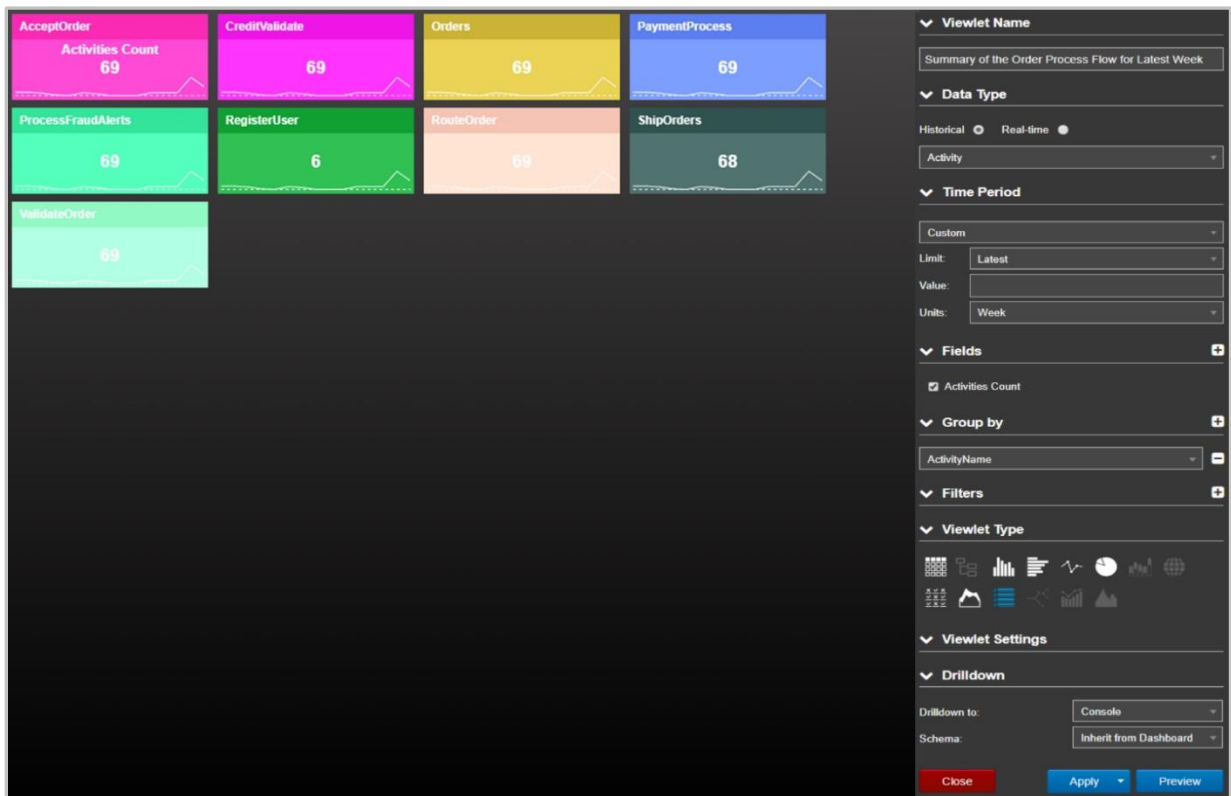 AcceptOrder
Activities Count
69
CreditValidate
69
Orders
69
PaymentProcess
69
ProcessFraudAlerts
69
RegisterUser
6
RouteOrder
69
ShipOrders
68
ValidateOrder
69
Viewlet Name
Summary of the Order Process Flow for Latest Week
Data Type
Historical Real-time
Activity
Time Period
Custom
Limit: Latest
Value:
Units: Week
Fields
Activities Count
Group by
ActivityName
Filters
Viewlet Type
Viewlet Settings
Drilldown
Drilldown to: Console
Schema: Inherit from Dashboard
Close Apply Preview